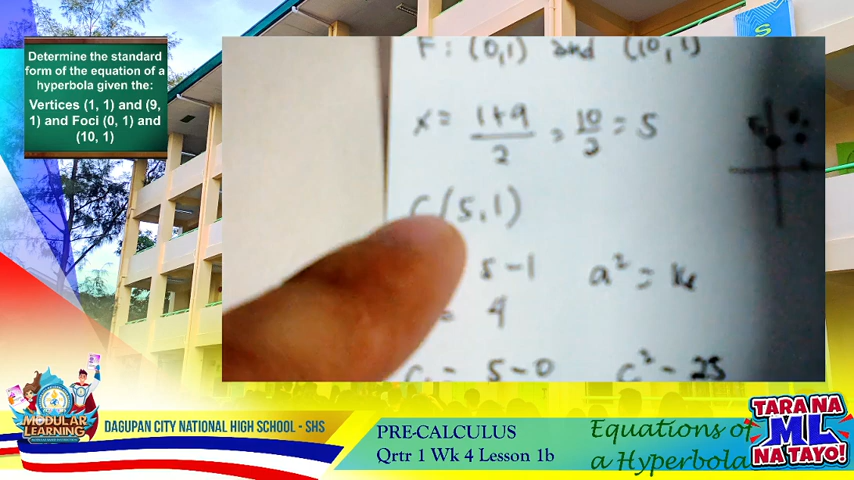 Determine the standard
form of the equation of a
hyperbola given the:
Vertices (1, 1) and (9,
1) and Foci (0, 1) and
(10, 1)
F: (0,1) and (10,1)
x = 1+9/2 = 10/2 = 5
C(5,1)
5-1 a² = 16
= 4
C = 5-0 c² = 25
MODULAR
LEARNING
DAGUPAN CITY NATIONAL HIGH SCHOOL - SHS
PRE-CALCULUS
Qrtr 1 Wk 4 Lesson 1b
Equations of
a Hyperbola
TARA NA
ML
NA TAYO!